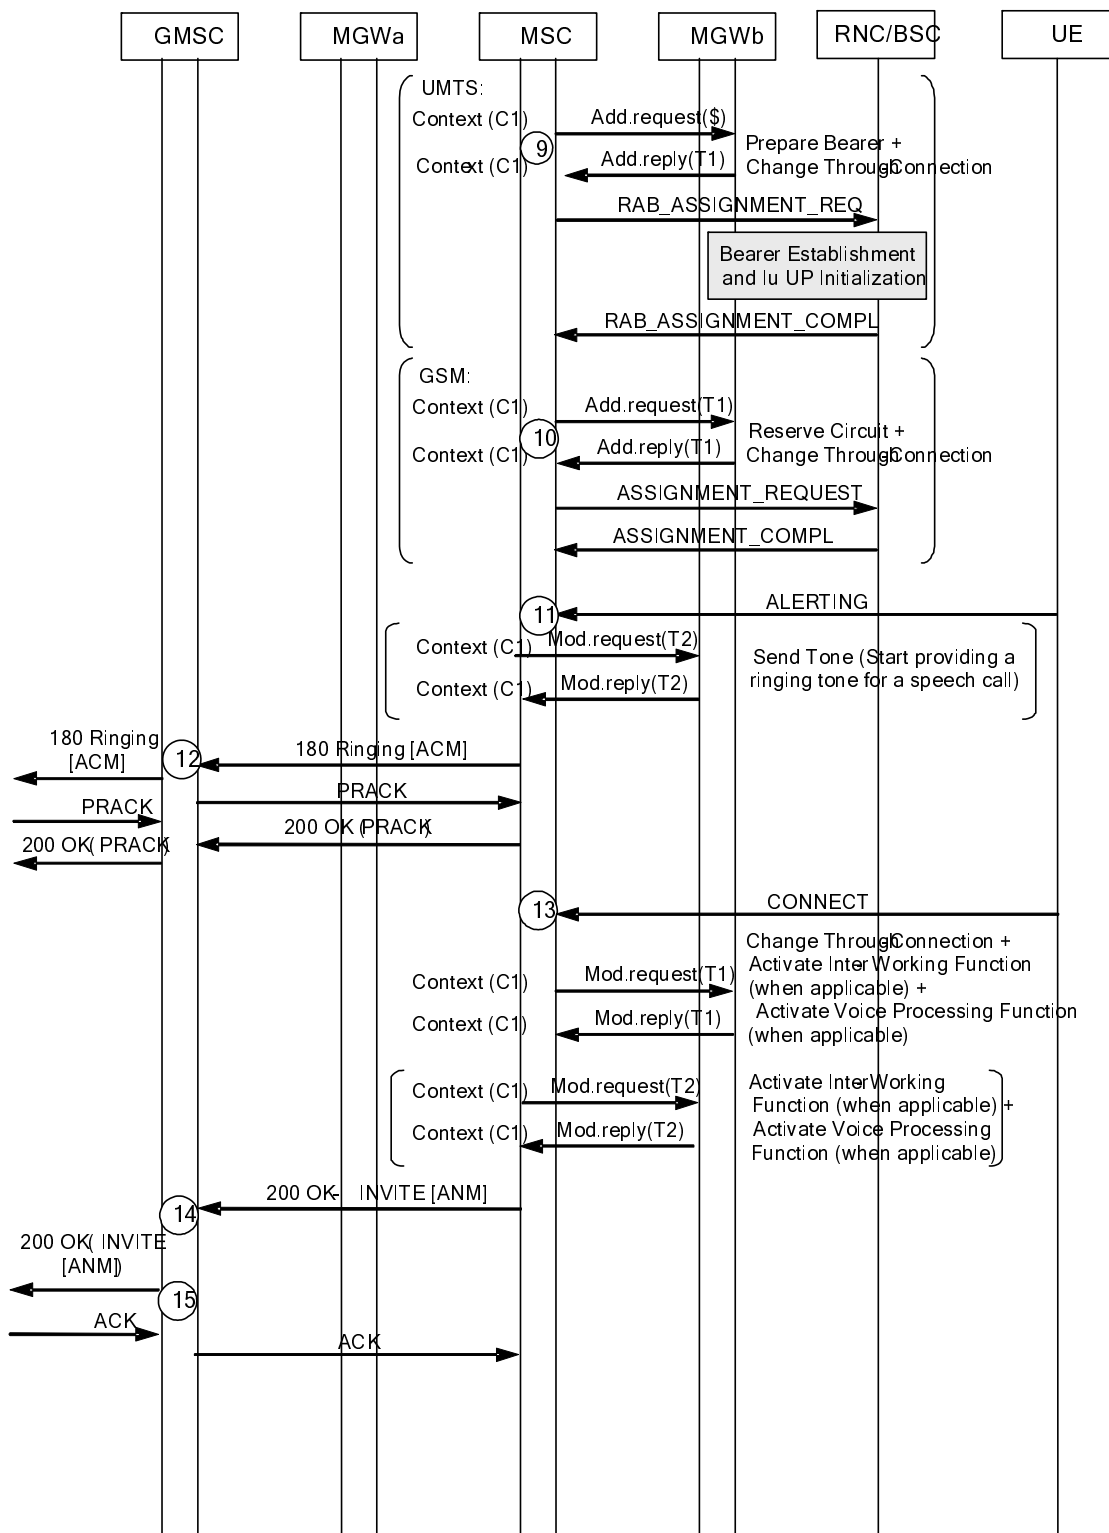 GMSC
MGWa
MSC
MGWb
RNC/BSC
UE
UMTS:
Context (C1)
Add.request($)
9
Prepare Bearer +
Context (C1)
Add.reply(T1)
Change Through-Connection
RAB_ASSIGNMENT_REQ
Bearer Establishment
and Iu UP Initialization
RAB_ASSIGNMENT_COMPL
GSM:
Context (C1)
Add.request(T1)
10
Reserve Circuit +
Context (C1)
Add.reply(T1)
Change Through-Connection
ASSIGNMENT_REQUEST
ASSIGNMENT_COMPL
ALERTING
11
Context (C1)
Mod.request(T2)
Send Tone (Start providing a
ringing tone for a speech call)
Context (C1)
Mod.reply(T2)
180 Ringing
[ACM]
12
180 Ringing [ACM]
PRACK
PRACK
200 OK (PRACK)
200 OK( PRACK)
CONNECT
13
Change Through-Connection +
Activate Inter-Working Function
(when applicable) +
Activate Voice Processing Function
(when applicable)
Context (C1)
Mod.request(T1)
Context (C1)
Mod.reply(T1)
Context (C1)
Mod.request(T2)
Activate Inter-Working
Function (when applicable) +
Activate Voice Processing
Function (when applicable)
Context (C1)
Mod.reply(T2)
200 OK- INVITE [ANM]
14
200 OK( INVITE
[ANM])
15
ACK
ACK